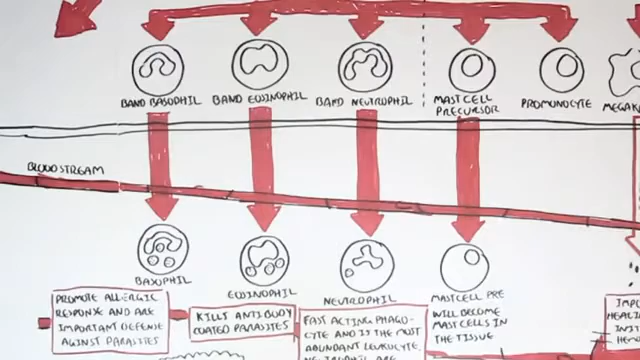 BAND BASOPHIL
BAND EOSINOPHIL
BAND NEUTROPHIL
MAST CELL
PRECURSOR
PROMONOCYTE
BLOODSTREAM
BASOPHIL
EOSINOPHIL
NEUTROPHIL
MAST CELL PRE
WILL BECOME
MAST CELLS IN
THE TISSUE
PROMOTE ALLERGIC
RESPONSE AND ARE
IMPORTANT DEFENSE
AGAINST PARASITES
KILLS ANTIBODY
COATED PARASITES
FAST ACTING PHAGO-
CYTE AND IS THE MOST
ABUNDANT LEUKOCYTE.
NEUTROPHIL ARE